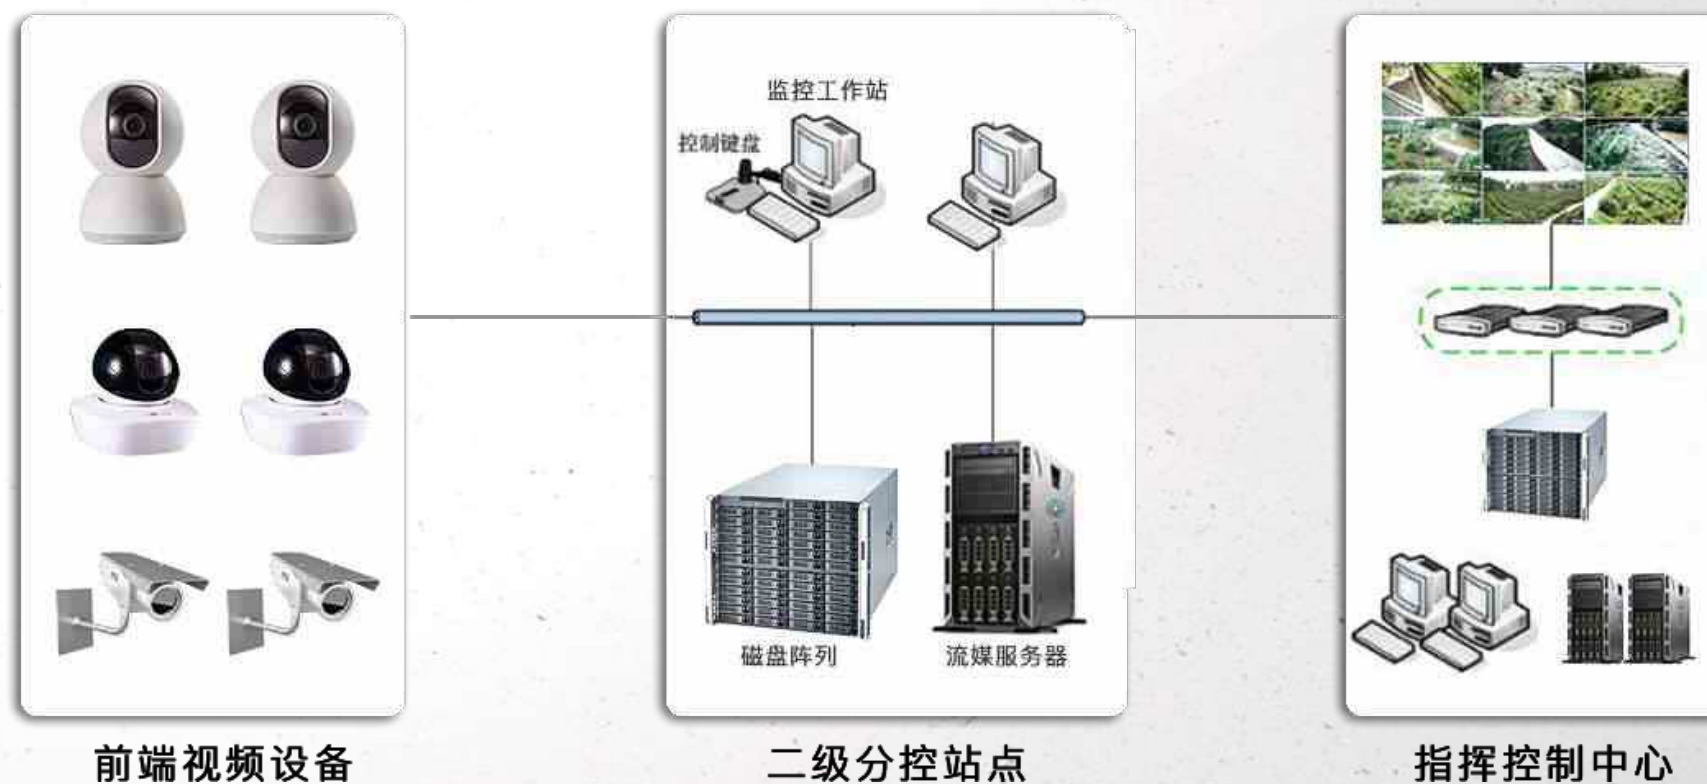 监控工作站
控制键盘
磁盘阵列
流媒服务器
前端视频设备
二级分控站点
指挥控制中心